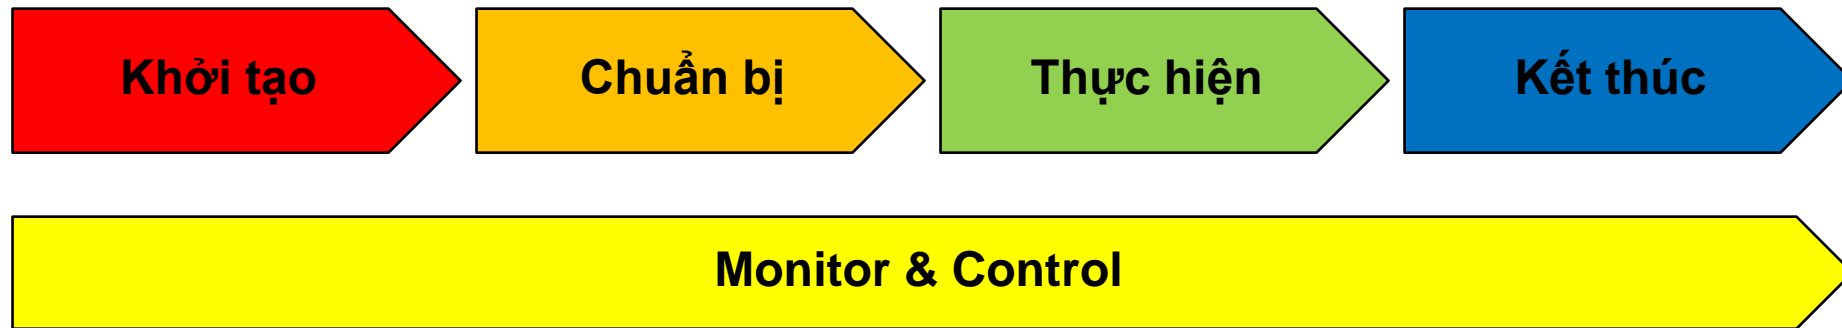 Khởi tạo
Chuẩn bị
Thực hiện
Kết thúc
Monitor & Control